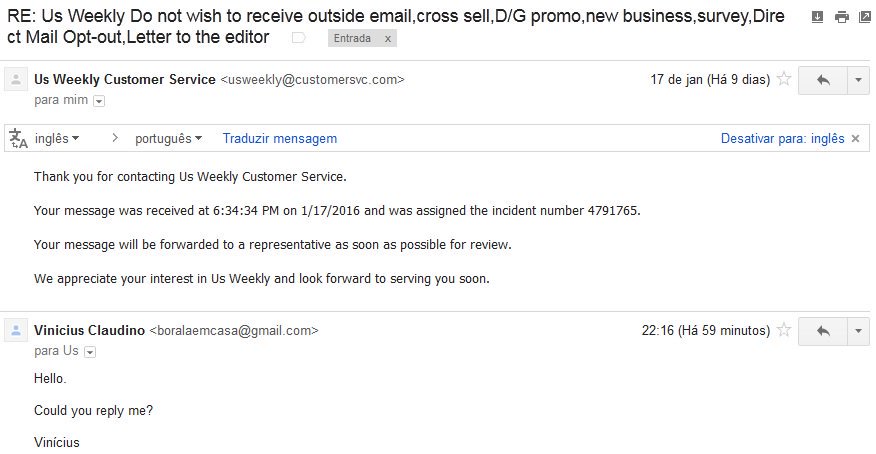 RE: Us Weekly Do not wish to receive outside email,cross sell,D/G promo,new business,survey,Dire
ct Mail Opt-out,Letter to the editor Entrada x
Us Weekly Customer Service <usweekly@customersvc.com> 17 de jan (Há 9 dias)
para mim
inglês > português Traduzir mensagem Desativar para: inglês x
Thank you for contacting Us Weekly Customer Service.
Your message was received at 6:34:34 PM on 1/17/2016 and was assigned the incident number 4791765.
Your message will be forwarded to a representative as soon as possible for review.
We appreciate your interest in Us Weekly and look forward to serving you soon.
Vinicius Claudino <boralaemcasa@gmail.com> 22:16 (Há 59 minutos)
para Us
Hello.
Could you reply me?
Vinícius